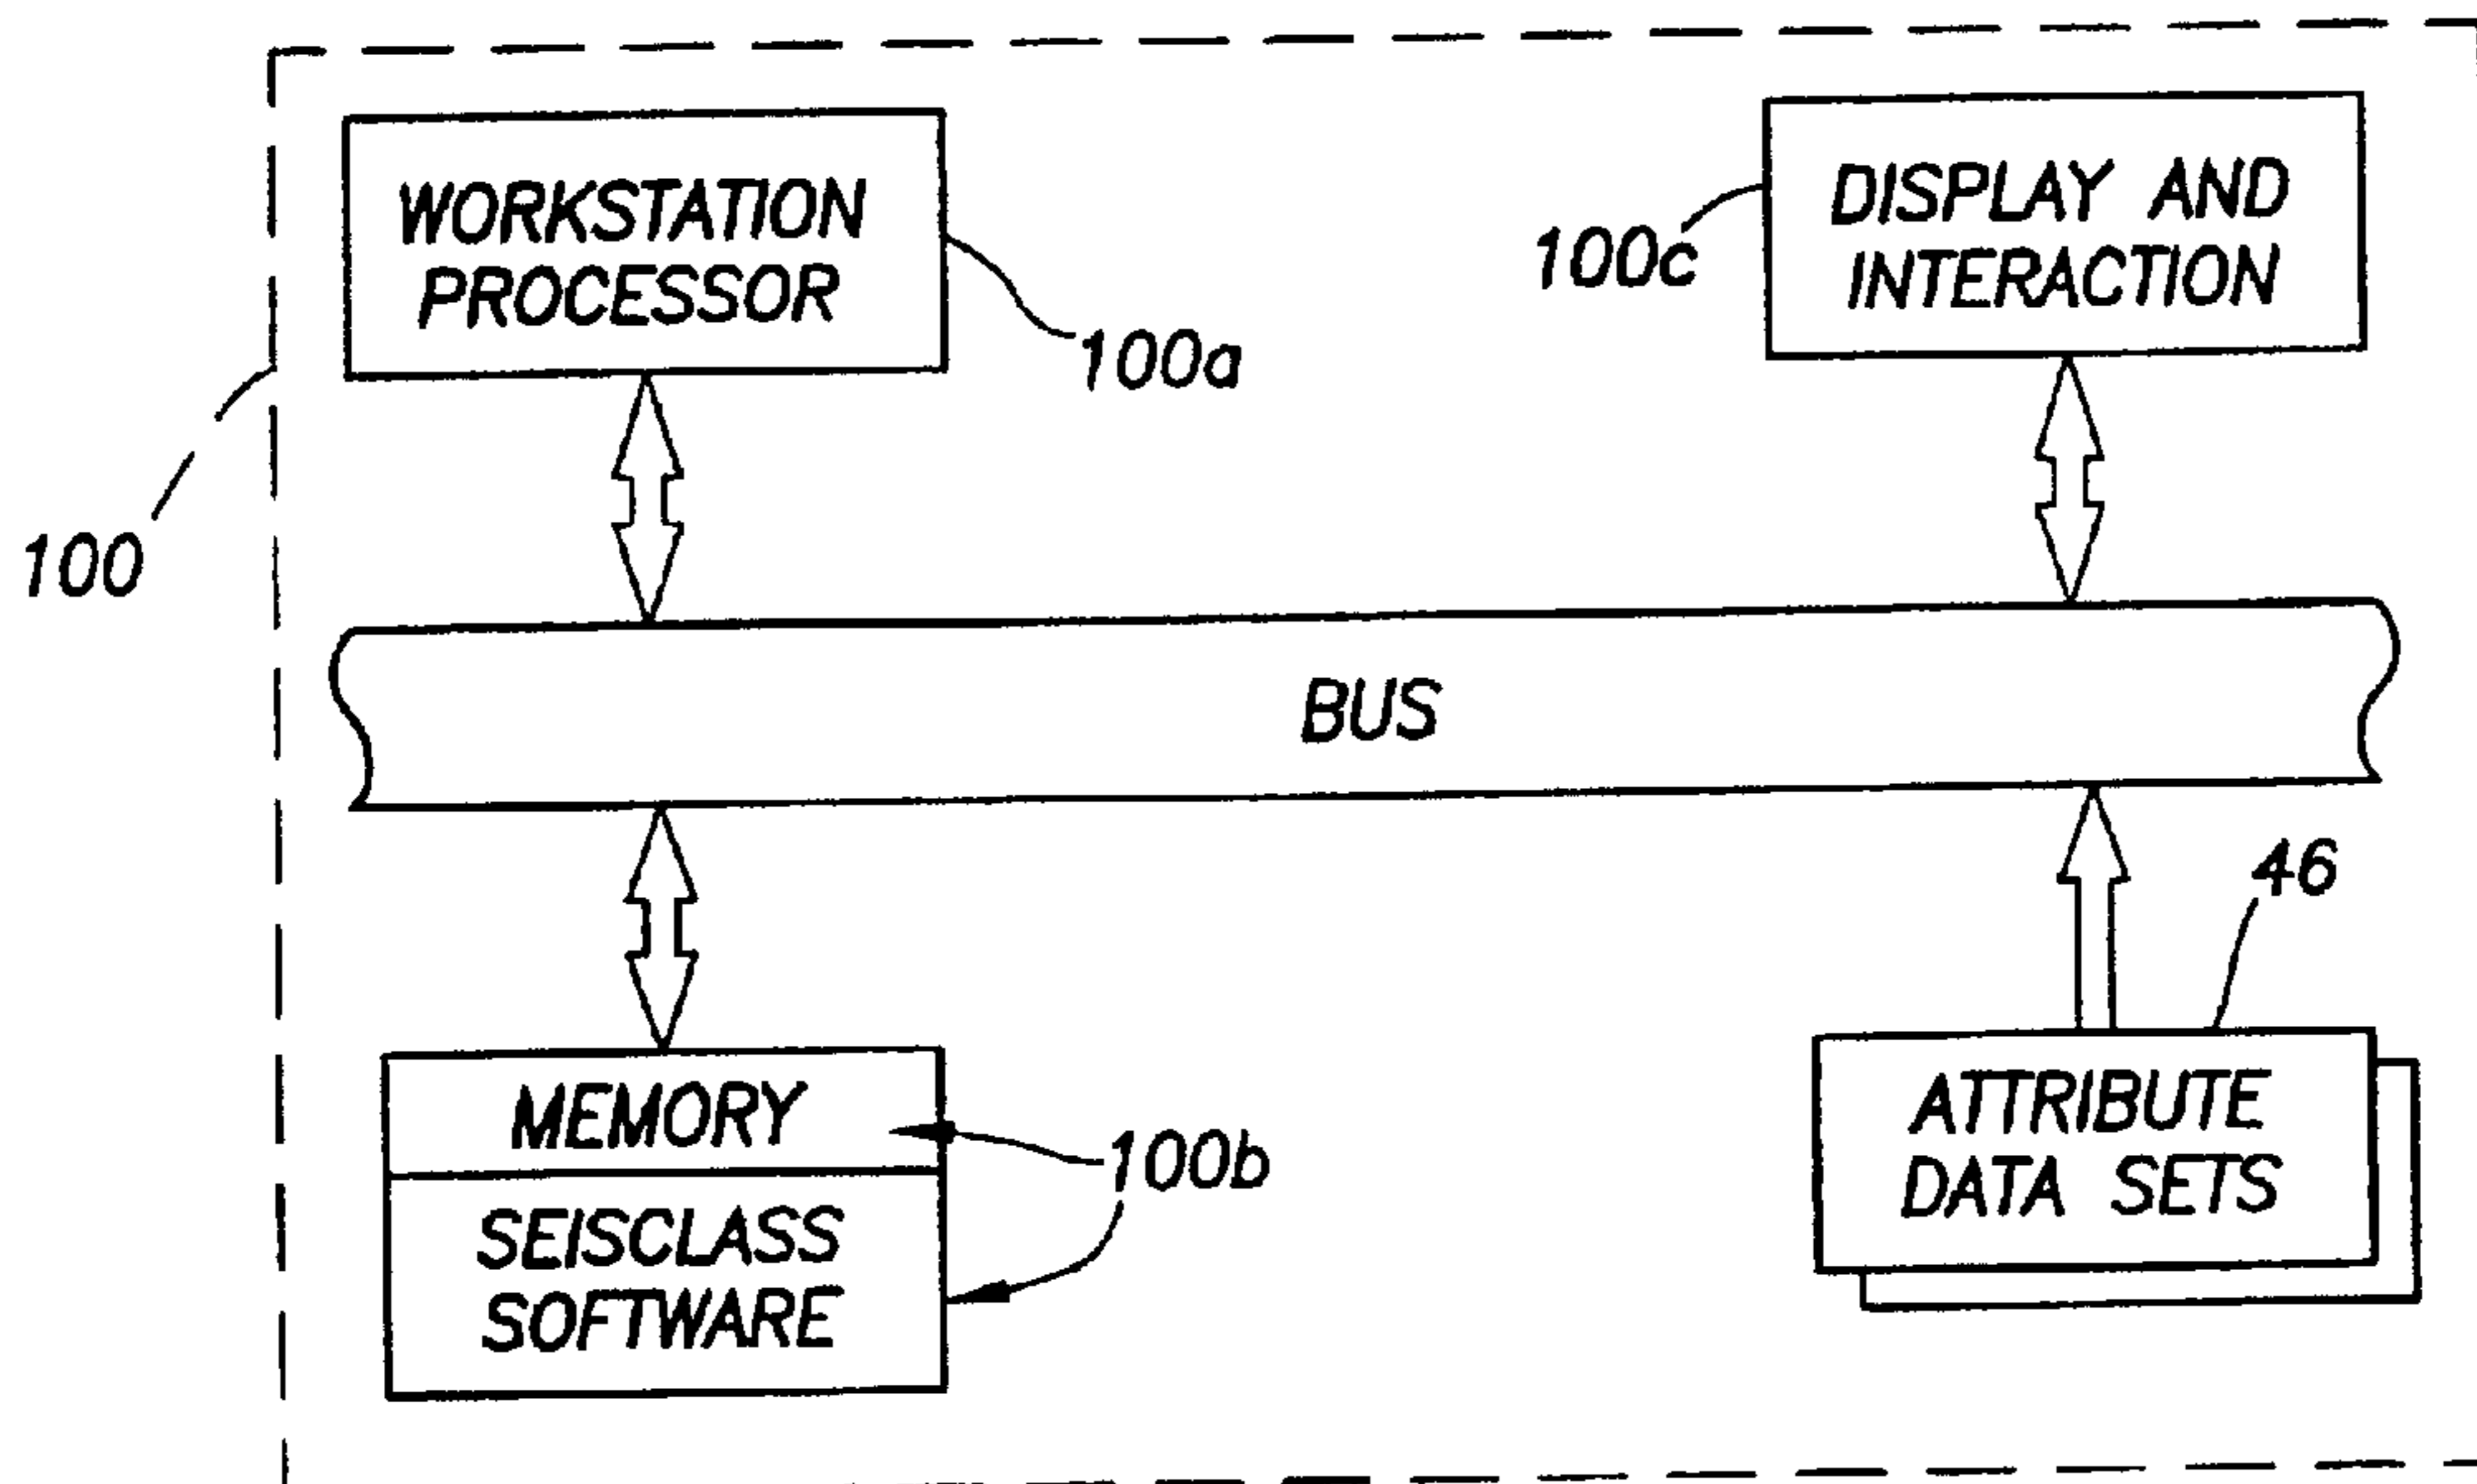 WORKSTATION
PROCESSOR
100a
DISPLAY AND
INTERACTION
100c
100
BUS
46
MEMORY
SEISCLASS
SOFTWARE
100b
ATTRIBUTE
DATA SETS